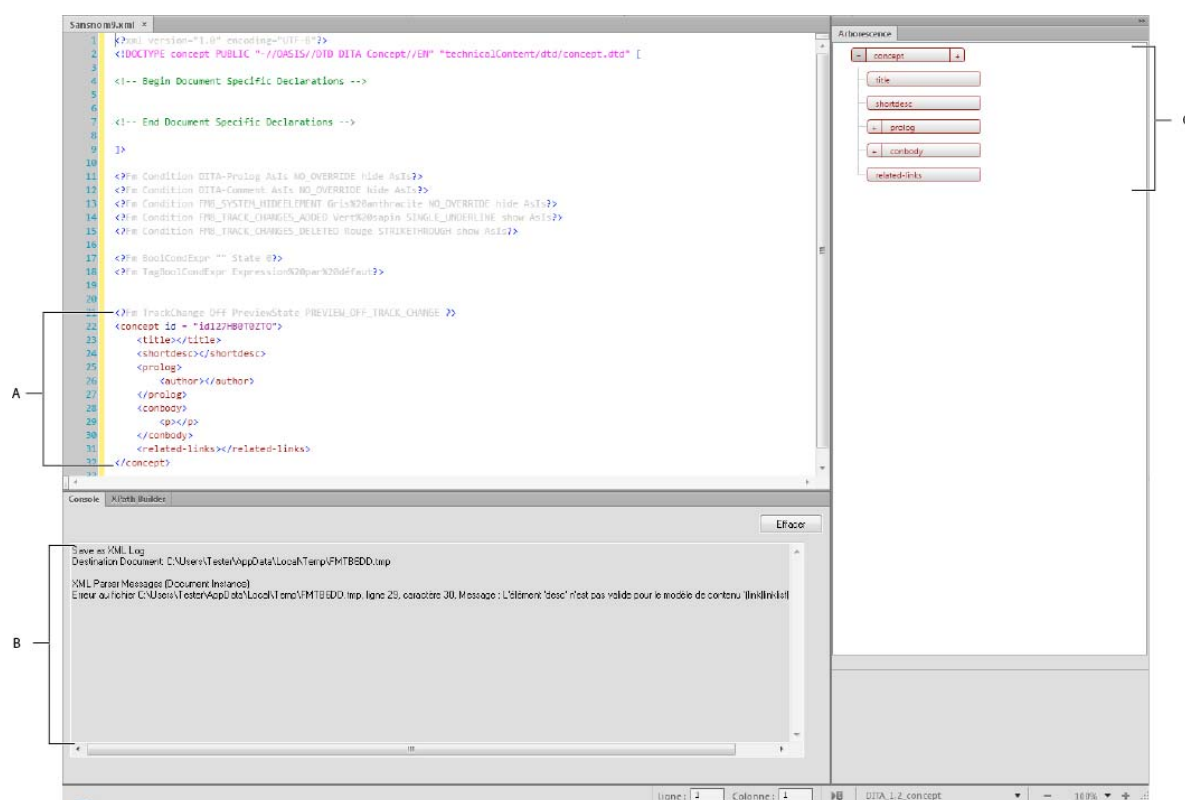 Sansnom9.xml ×
1 <?xml version="1.0" encoding="UTF-8"?>
2 <!DOCTYPE concept PUBLIC "-//OASIS//DTD DITA Concept//EN" "technicalContent/dtd/concept.dtd" [
3
4 <!-- Begin Document Specific Declarations -->
5
6
7 <!-- End Document Specific Declarations -->
8
9 ]>
10
11 <?Fm Condition DITA-Prolog AsIs NO_OVERRIDE hide AsIs?>
12 <?Fm Condition DITA-Comment AsIs NO_OVERRIDE hide AsIs?>
13 <?Fm Condition FM8_SYSTEM_HIDEELEMENT Gris%20anthracite NO_OVERRIDE hide AsIs?>
14 <?Fm Condition FM8_TRACK_CHANGES_ADDED Vert%20sapin SINGLE_UNDERLINE show AsIs?>
15 <?Fm Condition FM8_TRACK_CHANGES_DELETED Rouge STRIKETHROUGH show AsIs?>
16
17 <?Fm BoolCondExpr "" State 0?>
18 <?Fm TagBoolCondExpr Expression%20par%20défaut?>
19
20
21 <?Fm TrackChange Off PreviewState PREVIEW_OFF_TRACK_CHANGE ?>
22 <concept id = "id127HB0T0ZTO">
23 <title></title>
24 <shortdesc></shortdesc>
25 <prolog>
26 <author></author>
27 </prolog>
28 <conbody>
29 <p></p>
30 </conbody>
31 <related-links></related-links>
32 </concept>
33
A
Console XPath Builder
Effacer
Save as XML Log
Destination Document: C:\Users\Tester\AppData\Local\Temp\FMTB6DD.tmp
XML Parser Messages (Document Instance)
Erreur au fichier C:\Users\Tester\AppData\Local\Temp\FMTB6DD.tmp, ligne 29, caractère 30, Message : L'élément 'desc' n'est pas valide pour le modèle de contenu '(link|linklist|
B
Arborescence
concept
title
shortdesc
prolog
conbody
related-links
Ligne : 1 Colonne : 1 DITA_1.2_concept 100%